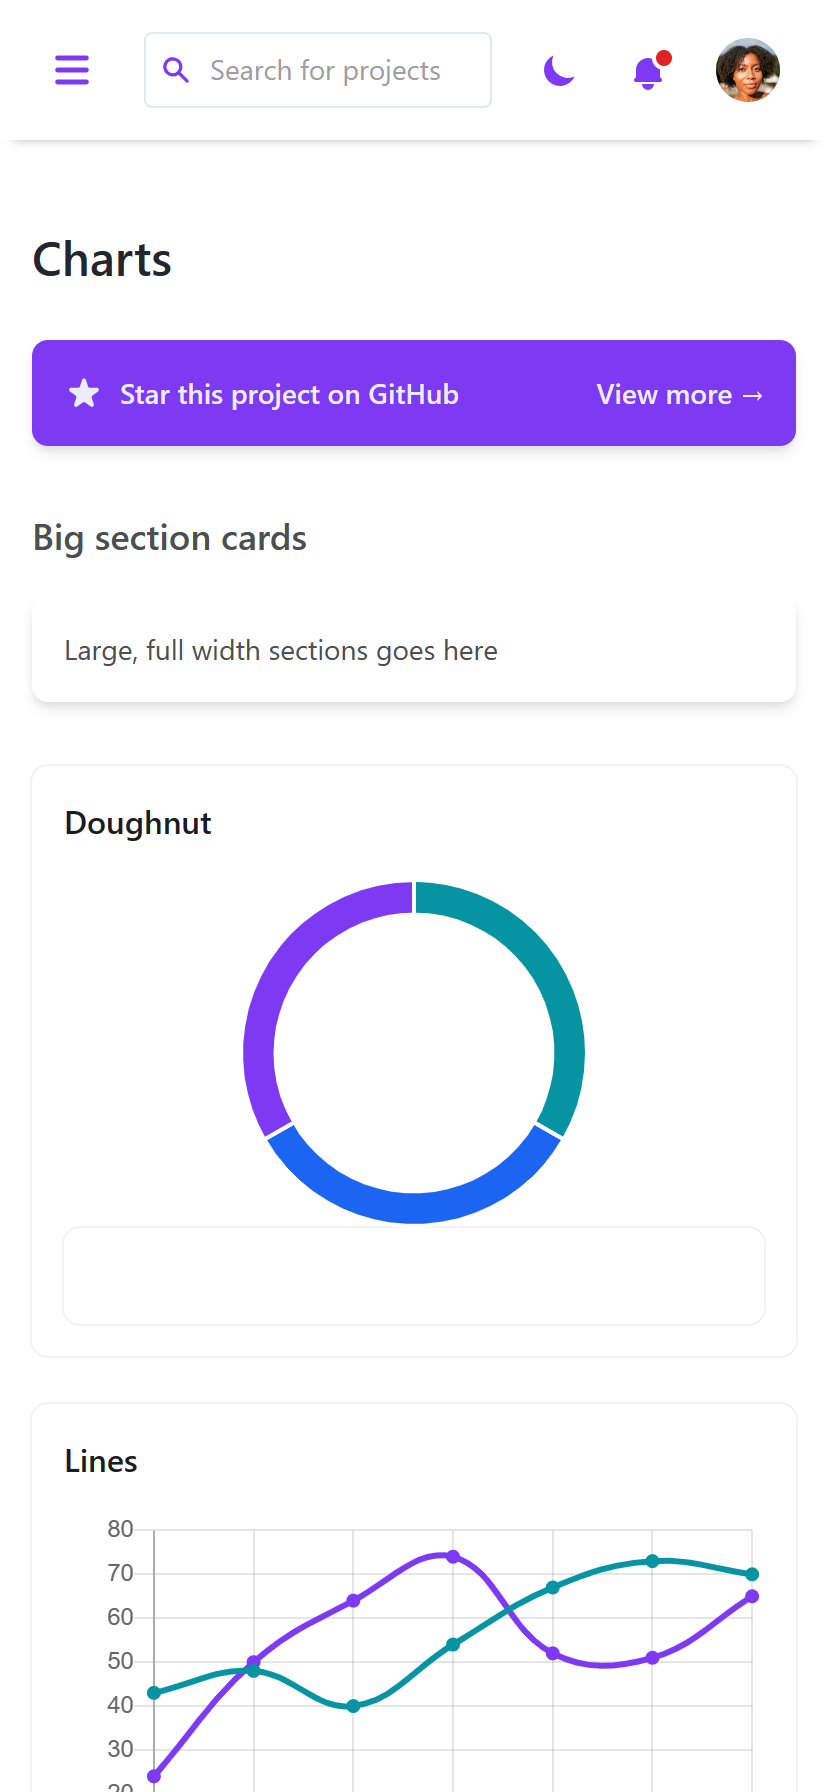 Search for projects
Charts
Star this project on GitHub View more →
Big section cards
Large, full width sections goes here
Doughnut
Lines
80
70
60
50
40
30
20